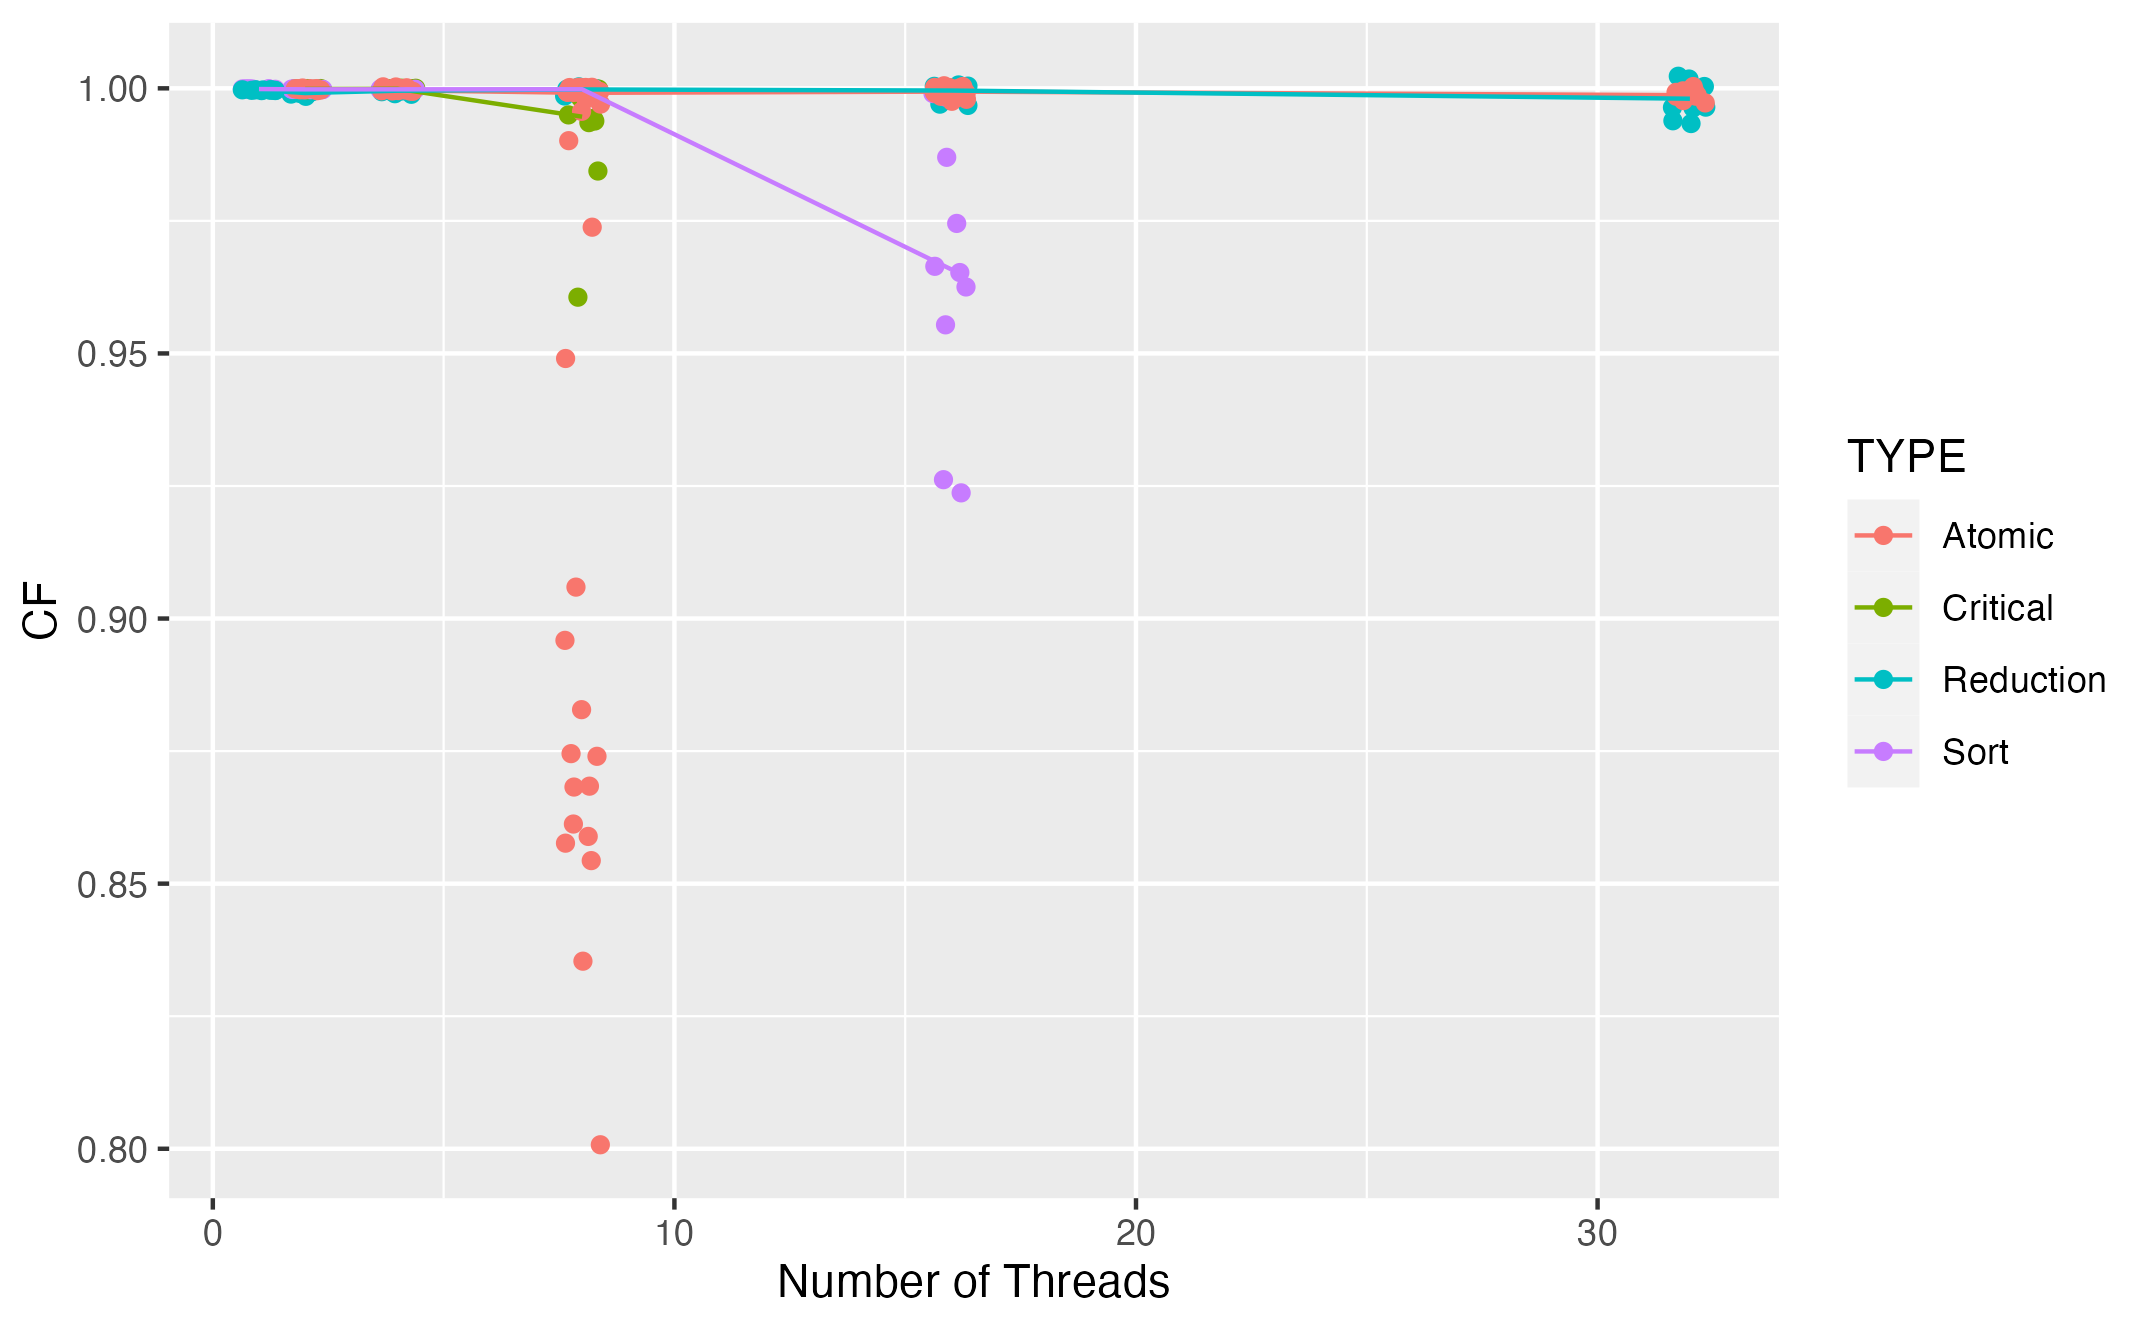 1.00
0.95
0.90
0.85
0.80
CF
0 10 20 30
Number of Threads
TYPE
Atomic
Critical
Reduction
Sort